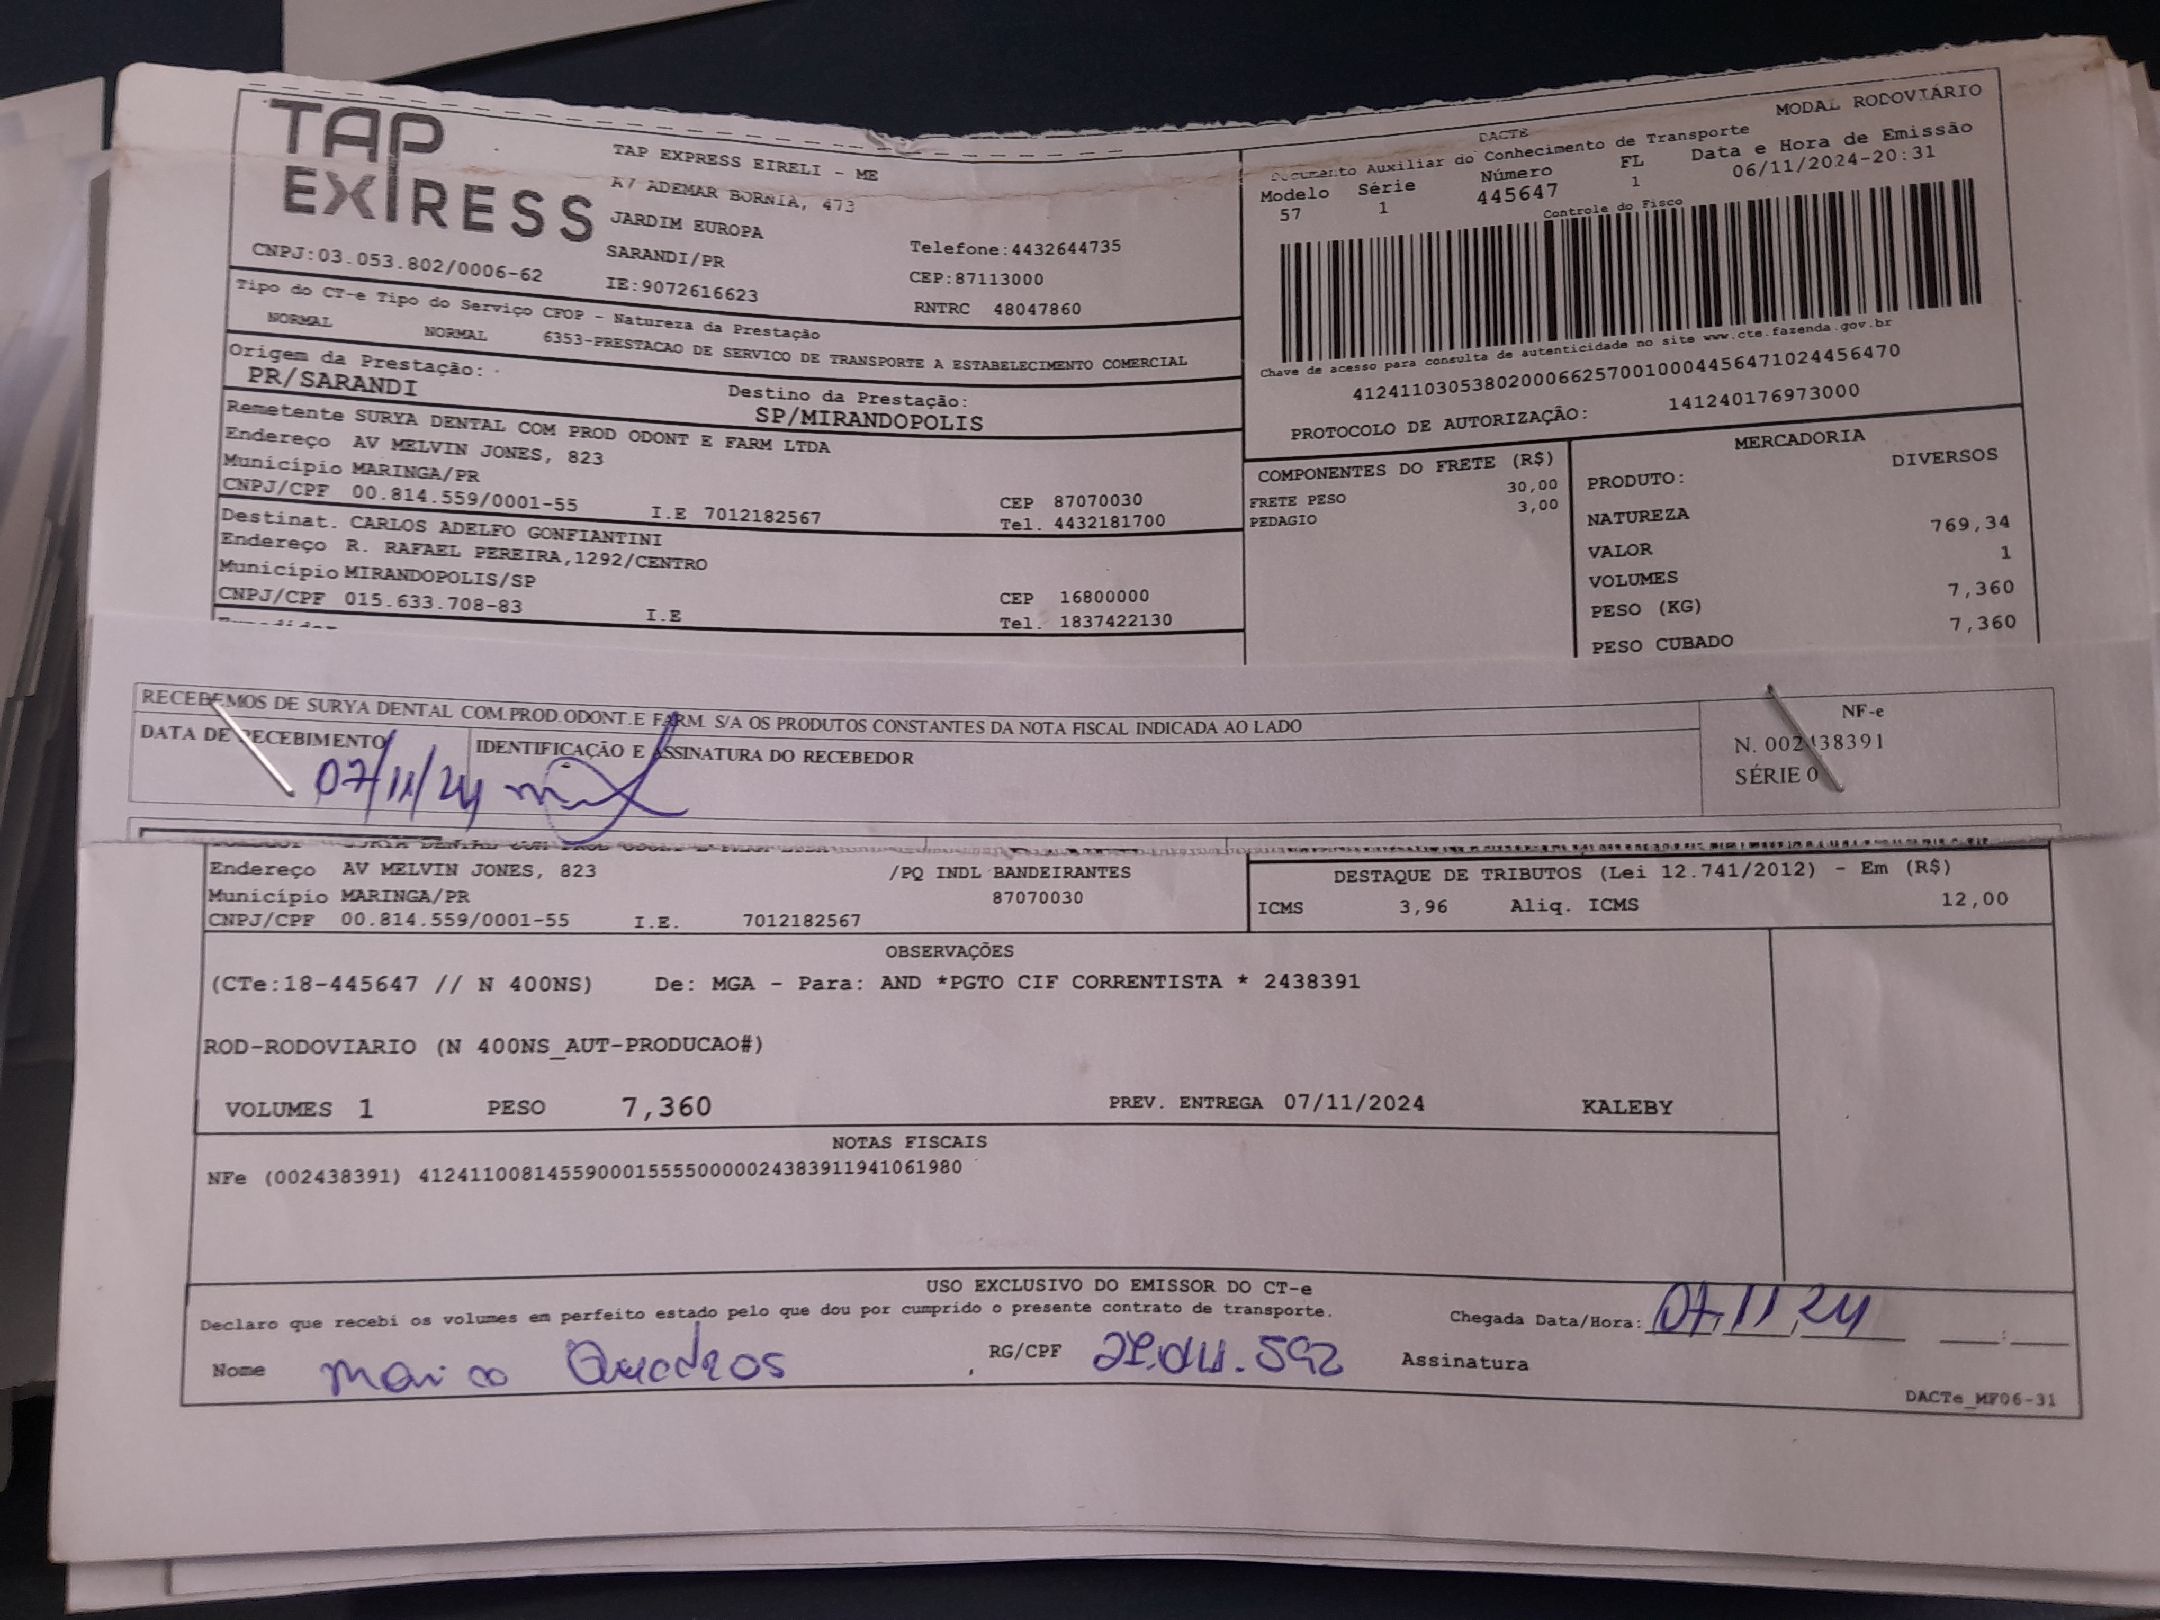 TAP
EXPRESS
CNPJ:03.053.802/0006-62
TAP EXPRESS EIRELI - ME
ADEMAR BORNIA, 473
JARDIM EUROPA
SARANDI/PR
IE:9072616623
Telefone:4432644735
CEP:87113000
RNTRC 48047860
MODAL RODOVIÁRIO
DACTE
Documento Auxiliar do Conhecimento de Transporte
Modelo Série Número FL Data e Hora de Emissão
57 1 445647 1 06/11/2024-20:31
Controle do Fisco
Chave de acesso para consulta de autenticidade no site www.cte.fazenda.gov.br
41241103053802000662570010004456471024456470
PROTOCOLO DE AUTORIZAÇÃO: 141240176973000
Tipo do CT-e Tipo do Serviço CFOP - Natureza da Prestação
NORMAL NORMAL 6353-PRESTACAO DE SERVICO DE TRANSPORTE A ESTABELECIMENTO COMERCIAL
Origem da Prestação: Destino da Prestação:
PR/SARANDI SP/MIRANDOPOLIS
Remetente SURYA DENTAL COM PROD ODONT E FARM LTDA
Endereço AV MELVIN JONES, 823
Município MARINGA/PR CEP 87070030
CNPJ/CPF 00.814.559/0001-55 I.E 7012182567 Tel. 4432181700
Destinat. CARLOS ADELFO GONFIANTINI
Endereço R. RAFAEL PEREIRA,1292/CENTRO
Município MIRANDOPOLIS/SP CEP 16800000
CNPJ/CPF 015.633.708-83 I.E Tel. 1837422130
COMPONENTES DO FRETE (R$)
FRETE PESO 30,00
PEDAGIO 3,00
MERCADORIA
PRODUTO: DIVERSOS
NATUREZA
VALOR 769,34
VOLUMES 1
PESO (KG) 7,360
PESO CUBADO 7,360
RECEBEMOS DE SURYA DENTAL COM.PROD.ODONT.E FARM. S/A OS PRODUTOS CONSTANTES DA NOTA FISCAL INDICADA AO LADO
DATA DE RECEBIMENTO IDENTIFICAÇÃO E ASSINATURA DO RECEBEDOR
07/11/24
NF-e
N. 002438391
SÉRIE 0
Endereço AV MELVIN JONES, 823 /PQ INDL BANDEIRANTES
Município MARINGA/PR 87070030
CNPJ/CPF 00.814.559/0001-55 I.E. 7012182567
DESTAQUE DE TRIBUTOS (Lei 12.741/2012) - Em (R$)
ICMS 3,96 Aliq. ICMS 12,00
OBSERVAÇÕES
(CTe:18-445647 // N 400NS) De: MGA - Para: AND *PGTO CIF CORRENTISTA * 2438391
ROD-RODOVIARIO (N 400NS_AUT-PRODUCAO#)
VOLUMES 1 PESO 7,360 PREV. ENTREGA 07/11/2024 KALEBY
NOTAS FISCAIS
NFe (002438391) 41241100814559000155550000024383911941061980
USO EXCLUSIVO DO EMISSOR DO CT-e
Declaro que recebi os volumes em perfeito estado pelo que dou por cumprido o presente contrato de transporte.
Chegada Data/Hora: 07,11,24
Nome Quadros RG/CPF Assinatura
DACTe_MF06-31